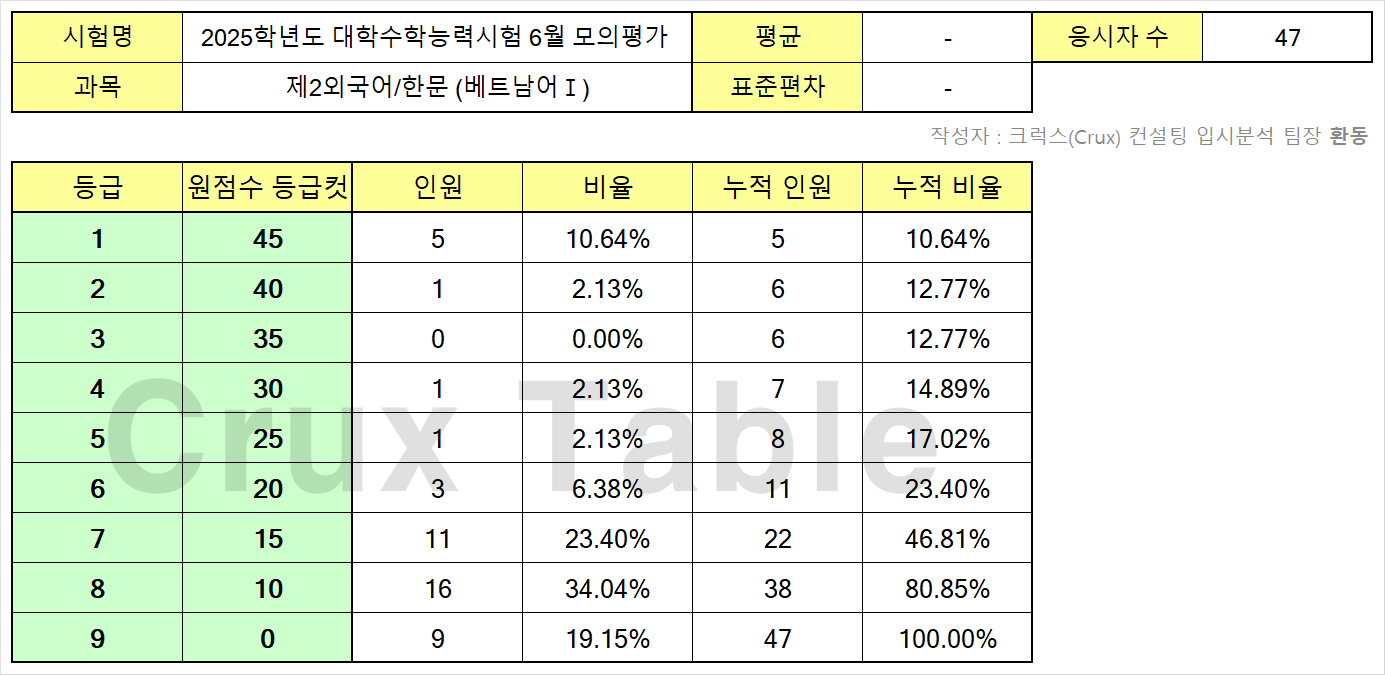 시험명 2025학년도 대학수학능력시험 6월 모의평가 평균 - 응시자 수 47
과목 제2외국어/한문 (베트남어Ⅰ) 표준편차 -
작성자 : 크럭스(Crux) 컨설팅 입시분석 팀장 환동
등급 원점수 등급컷 인원 비율 누적 인원 누적 비율
1 45 5 10.64% 5 10.64%
2 40 1 2.13% 6 12.77%
3 35 0 0.00% 6 12.77%
4 30 1 2.13% 7 14.89%
5 25 1 2.13% 8 17.02%
6 20 3 6.38% 11 23.40%
7 15 11 23.40% 22 46.81%
8 10 16 34.04% 38 80.85%
9 0 9 19.15% 47 100.00%
Crux Table